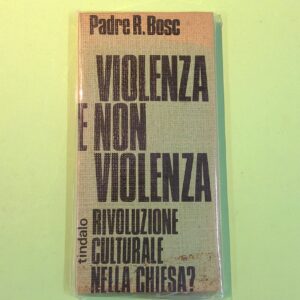 Padre R. Bosc
VIOLENZA
E NON
VIOLENZA
tindalo
RIVOLUZIONE
CULTURALE
NELLA CHIESA?